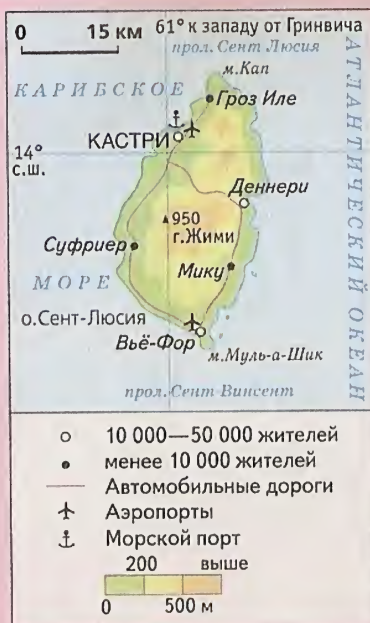 0 15 км 61° к западу от Гринвича
прол. Сент Люсия
м.Кап
КАРИБСКОЕ
Гроз Иле
АТЛАНТИЧЕСКИЙ ОКЕАН
КАСТРИ
14°
с.ш.
Деннери
950
г.Жими
Суфриер
МОРЕ
Мику
о.Сент-Люсия
Вьё-Фор
м.Муль-а-Шик
прол.Сент Винсент
10 000—50 000 жителей
менее 10 000 жителей
Автомобильные дороги
Аэропорты
Морской порт
200 выше
0 500 м